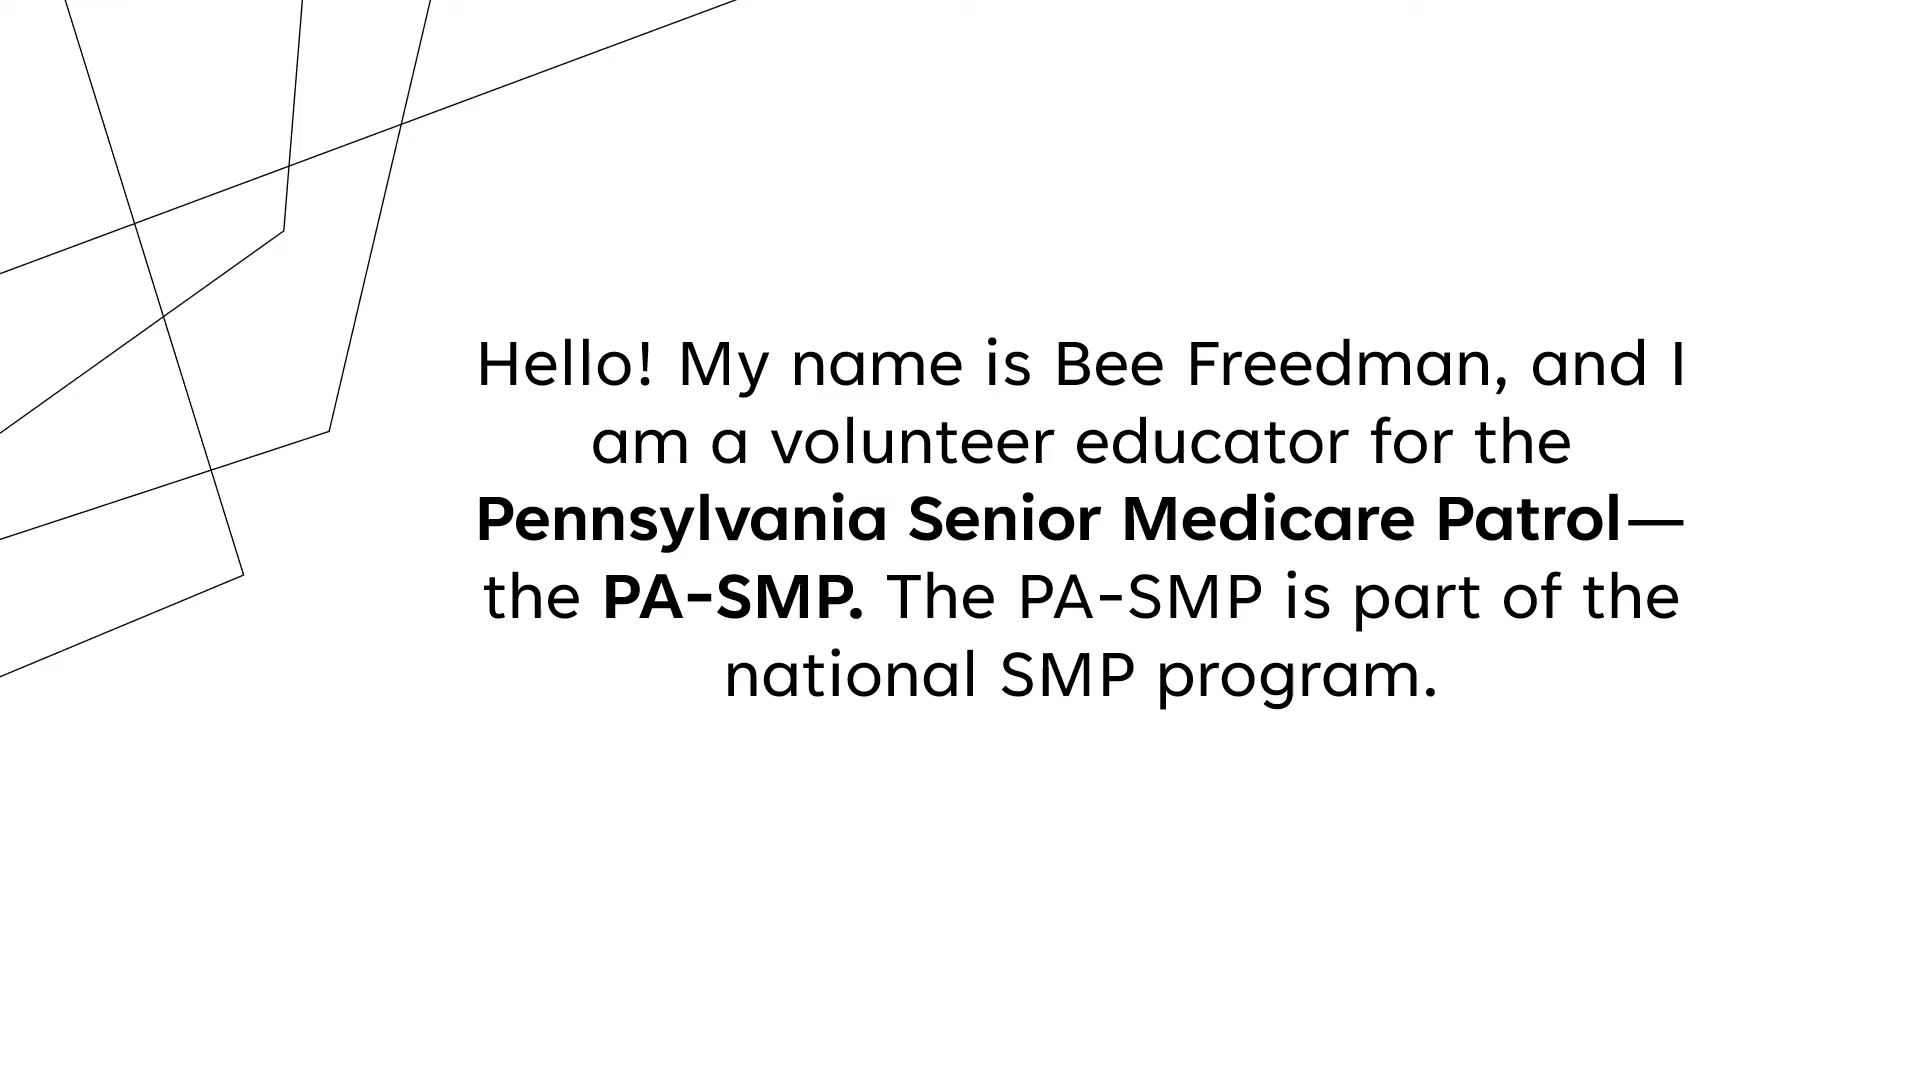 Hello! My name is Bee Freedman, and I
am a volunteer educator for the
Pennsylvania Senior Medicare Patrol—
the PA-SMP. The PA-SMP is part of the
national SMP program.